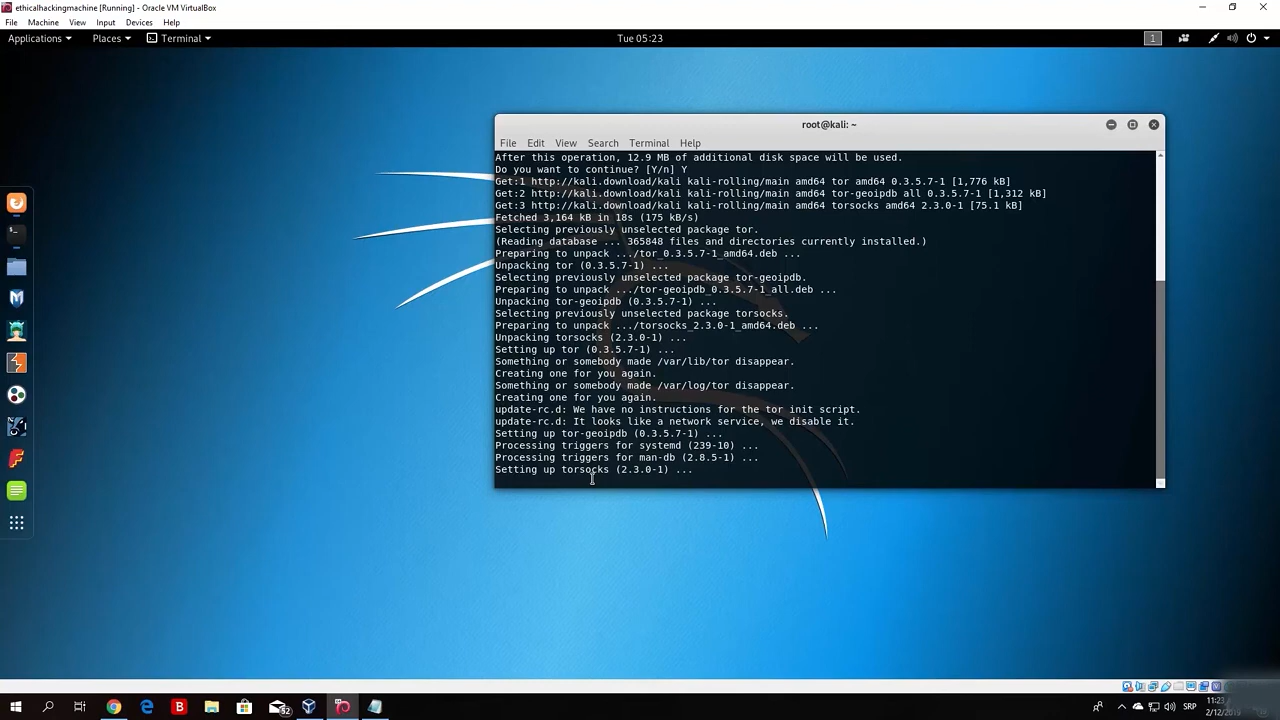 ethicalhackingmachine [Running] - Oracle VM VirtualBox
File Machine View Input Devices Help
Applications Places Terminal Tue 05:23 1
root@kali: ~
File Edit View Search Terminal Help
After this operation, 12.9 MB of additional disk space will be used.
Do you want to continue? [Y/n] Y
Get:1 http://kali.download/kali kali-rolling/main amd64 tor amd64 0.3.5.7-1 [1,776 kB]
Get:2 http://kali.download/kali kali-rolling/main amd64 tor-geoipdb all 0.3.5.7-1 [1,312 kB]
Get:3 http://kali.download/kali kali-rolling/main amd64 torsocks amd64 2.3.0-1 [75.1 kB]
Fetched 3,164 kB in 18s (175 kB/s)
Selecting previously unselected package tor.
(Reading database ... 365848 files and directories currently installed.)
Preparing to unpack .../tor_0.3.5.7-1_amd64.deb ...
Unpacking tor (0.3.5.7-1) ...
Selecting previously unselected package tor-geoipdb.
Preparing to unpack .../tor-geoipdb_0.3.5.7-1_all.deb ...
Unpacking tor-geoipdb (0.3.5.7-1) ...
Selecting previously unselected package torsocks.
Preparing to unpack .../torsocks_2.3.0-1_amd64.deb ...
Unpacking torsocks (2.3.0-1) ...
Setting up tor (0.3.5.7-1) ...
Something or somebody made /var/lib/tor disappear.
Creating one for you again.
Something or somebody made /var/log/tor disappear.
Creating one for you again.
update-rc.d: We have no instructions for the tor init script.
update-rc.d: It looks like a network service, we disable it.
Setting up tor-geoipdb (0.3.5.7-1) ...
Processing triggers for systemd (239-10) ...
Processing triggers for man-db (2.8.5-1) ...
Setting up torsocks (2.3.0-1) ...
B 52 SRP 11:23
2/12/2019